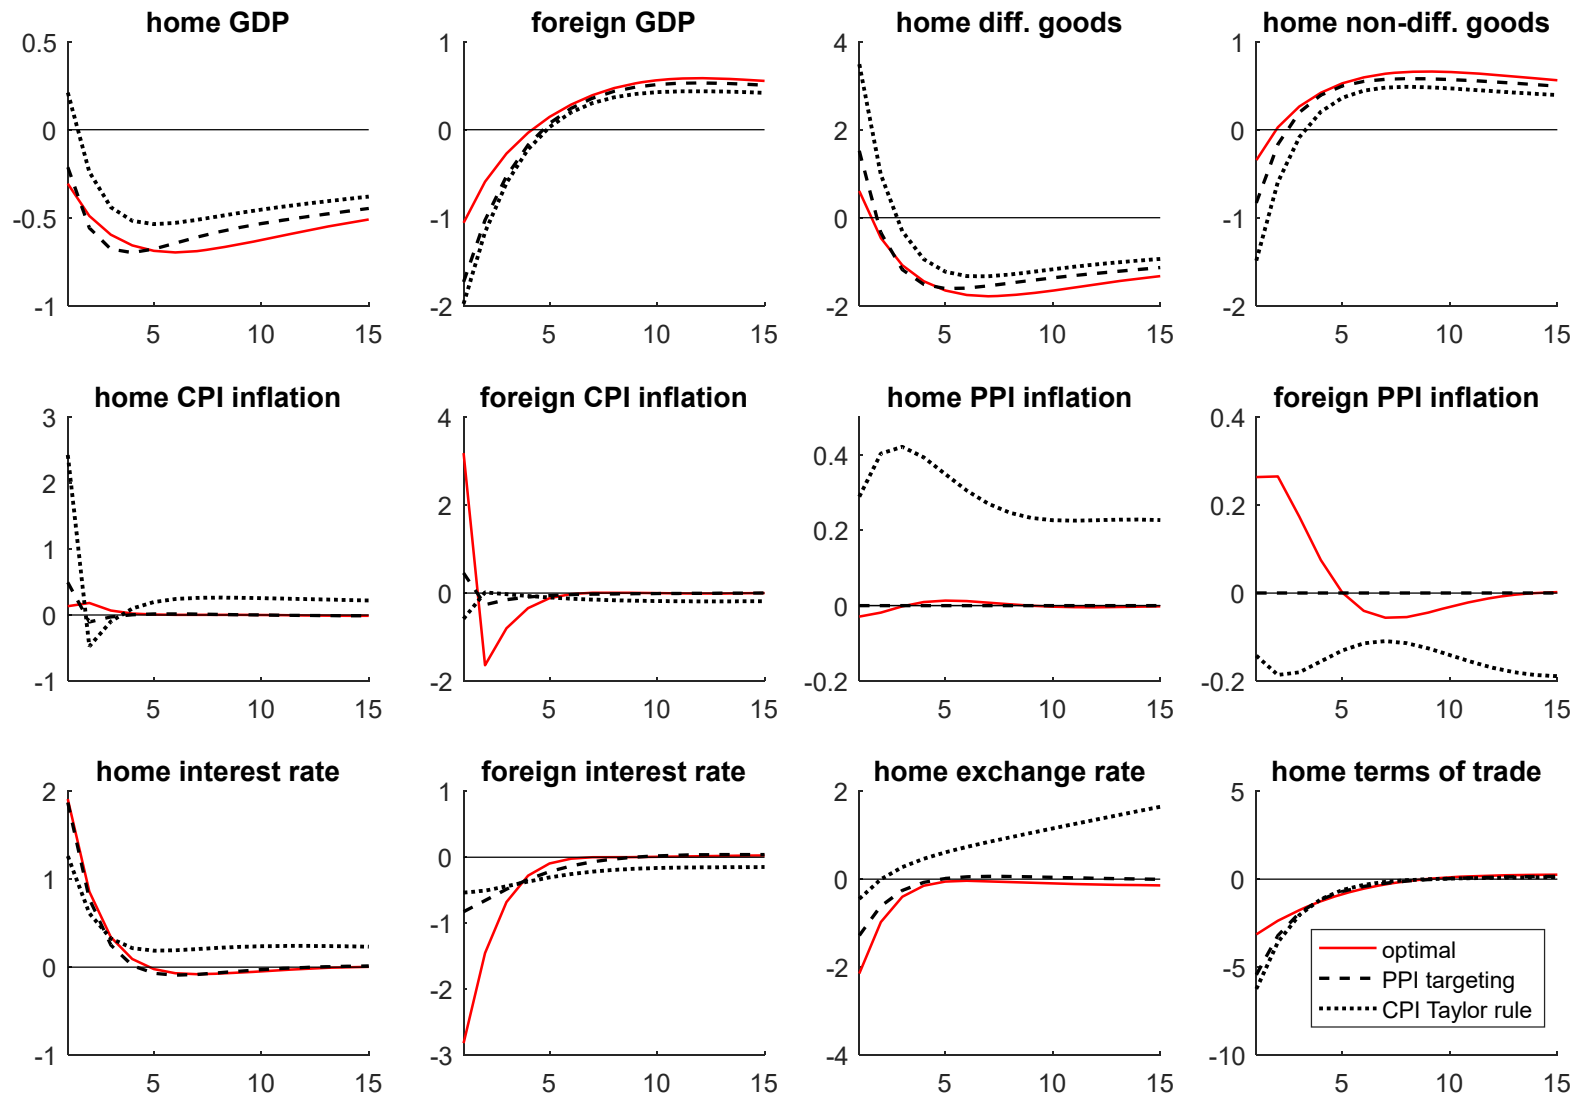 home GDP
0.5
0
-0.5
-1
5 10 15
foreign GDP
1
0
-1
-2
5 10 15
home diff. goods
4
2
0
-2
5 10 15
home non-diff. goods
1
0
-1
-2
5 10 15
home CPI inflation
3
2
1
0
-1
5 10 15
foreign CPI inflation
4
2
0
-2
5 10 15
home PPI inflation
0.4
0.2
0
-0.2
5 10 15
foreign PPI inflation
0.4
0.2
0
-0.2
5 10 15
home interest rate
2
1
0
-1
5 10 15
foreign interest rate
1
0
-1
-2
-3
5 10 15
home exchange rate
2
0
-2
-4
5 10 15
home terms of trade
5
0
-5
-10
5 10 15
optimal
PPI targeting
CPI Taylor rule